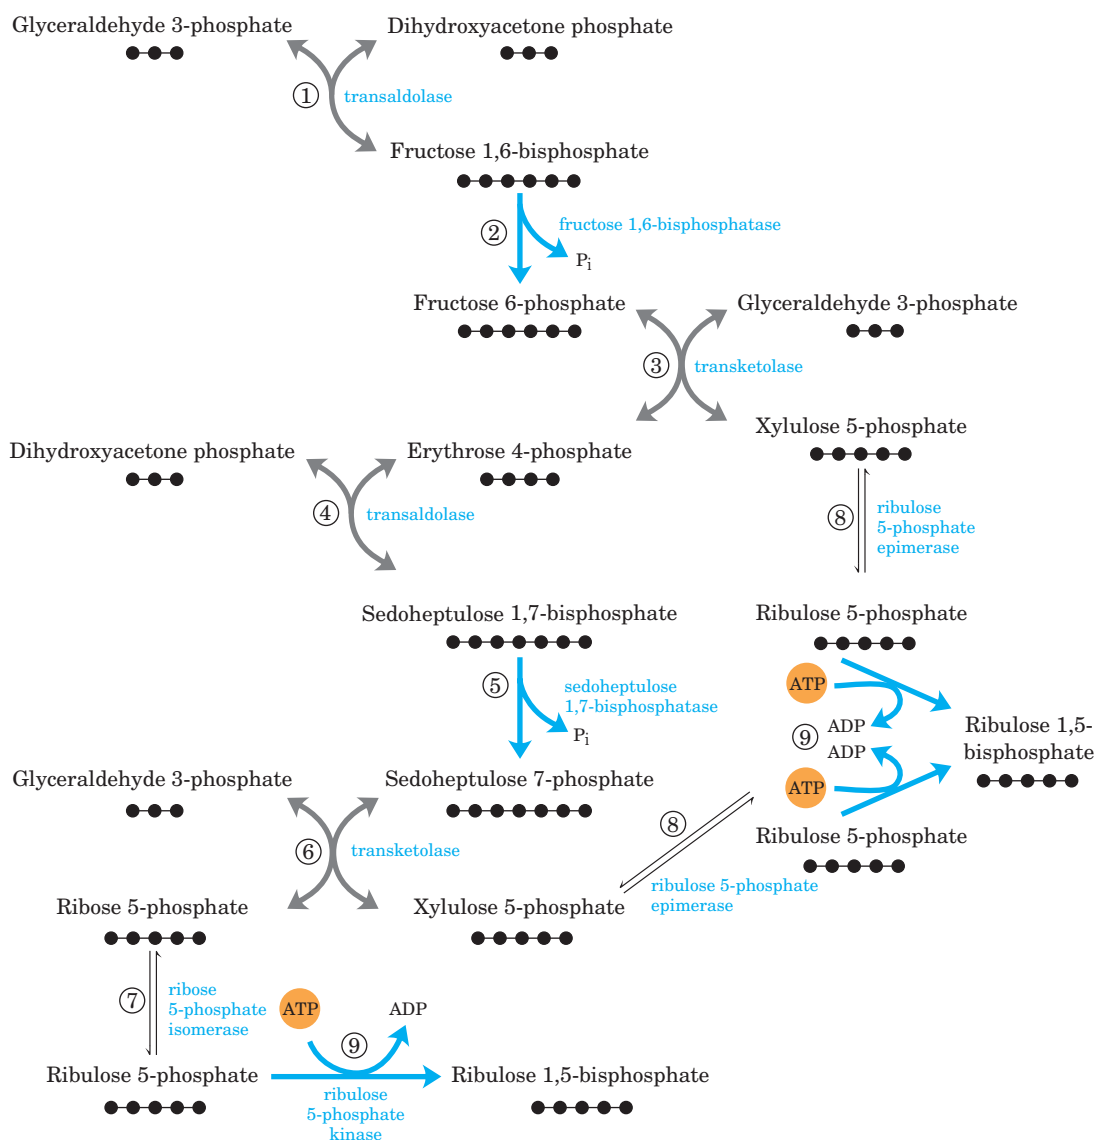 Glyceraldehyde 3-phosphate
Dihydroxyacetone phosphate
1
transaldolase
Fructose 1,6-bisphosphate
2
fructose 1,6-bisphosphatase
Pi
Fructose 6-phosphate
Glyceraldehyde 3-phosphate
3
transketolase
Xylulose 5-phosphate
Dihydroxyacetone phosphate
Erythrose 4-phosphate
4
transaldolase
8
ribulose
5-phosphate
epimerase
Sedoheptulose 1,7-bisphosphate
Ribulose 5-phosphate
5
sedoheptulose
1,7-bisphosphatase
Pi
ATP
ADP
9
ADP
ATP
Ribulose 1,5-
bisphosphate
Glyceraldehyde 3-phosphate
Sedoheptulose 7-phosphate
Ribulose 5-phosphate
6
transketolase
8
ribulose 5-phosphate
epimerase
Ribose 5-phosphate
Xylulose 5-phosphate
7
ribose
5-phosphate
isomerase
ATP
ADP
9
Ribulose 5-phosphate
Ribulose 1,5-bisphosphate
ribulose
5-phosphate
kinase